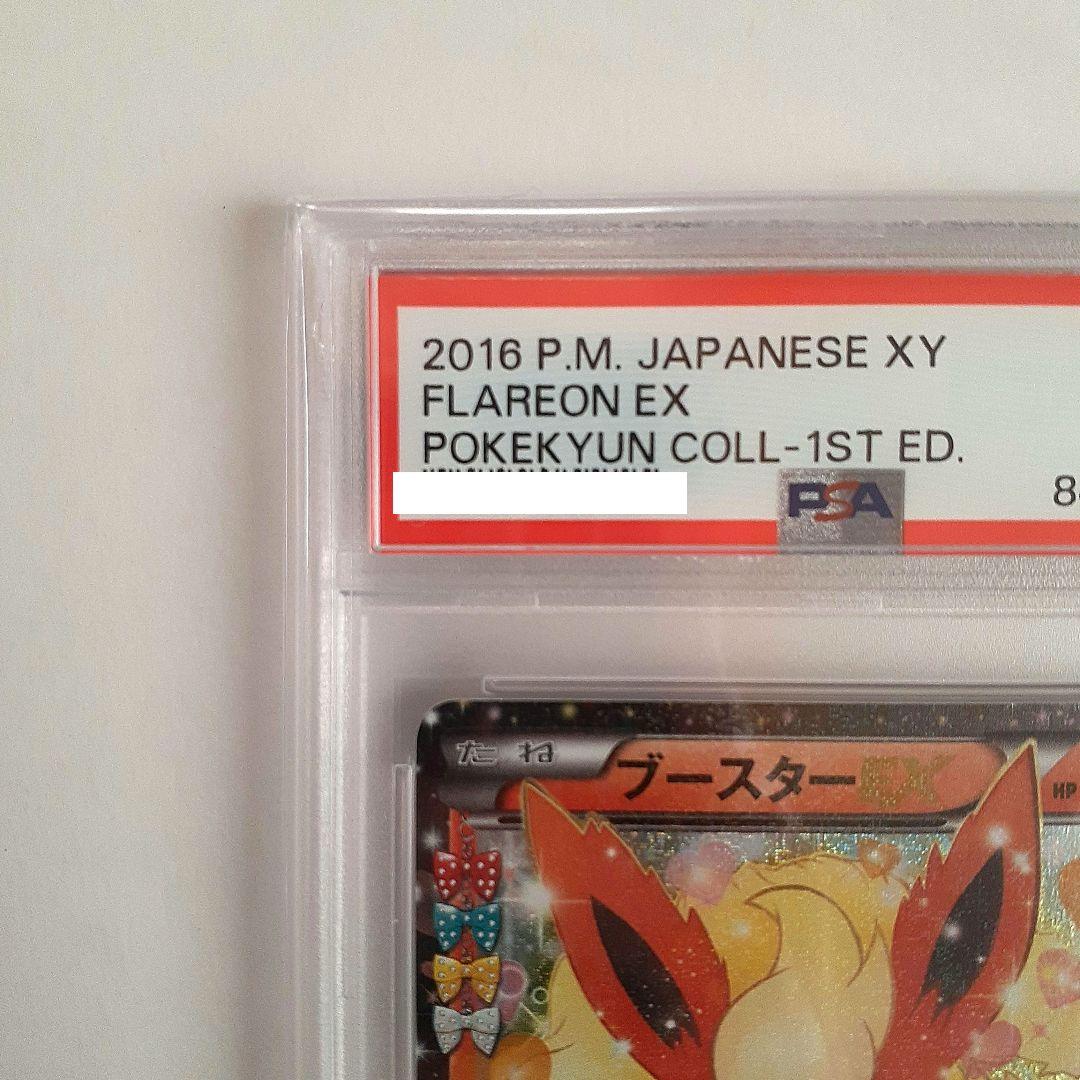 2016 P.M. JAPANESE XY
FLAREON EX
POKEKYUN COLL-1ST ED.
PSA
たね
ブースターEX
HP